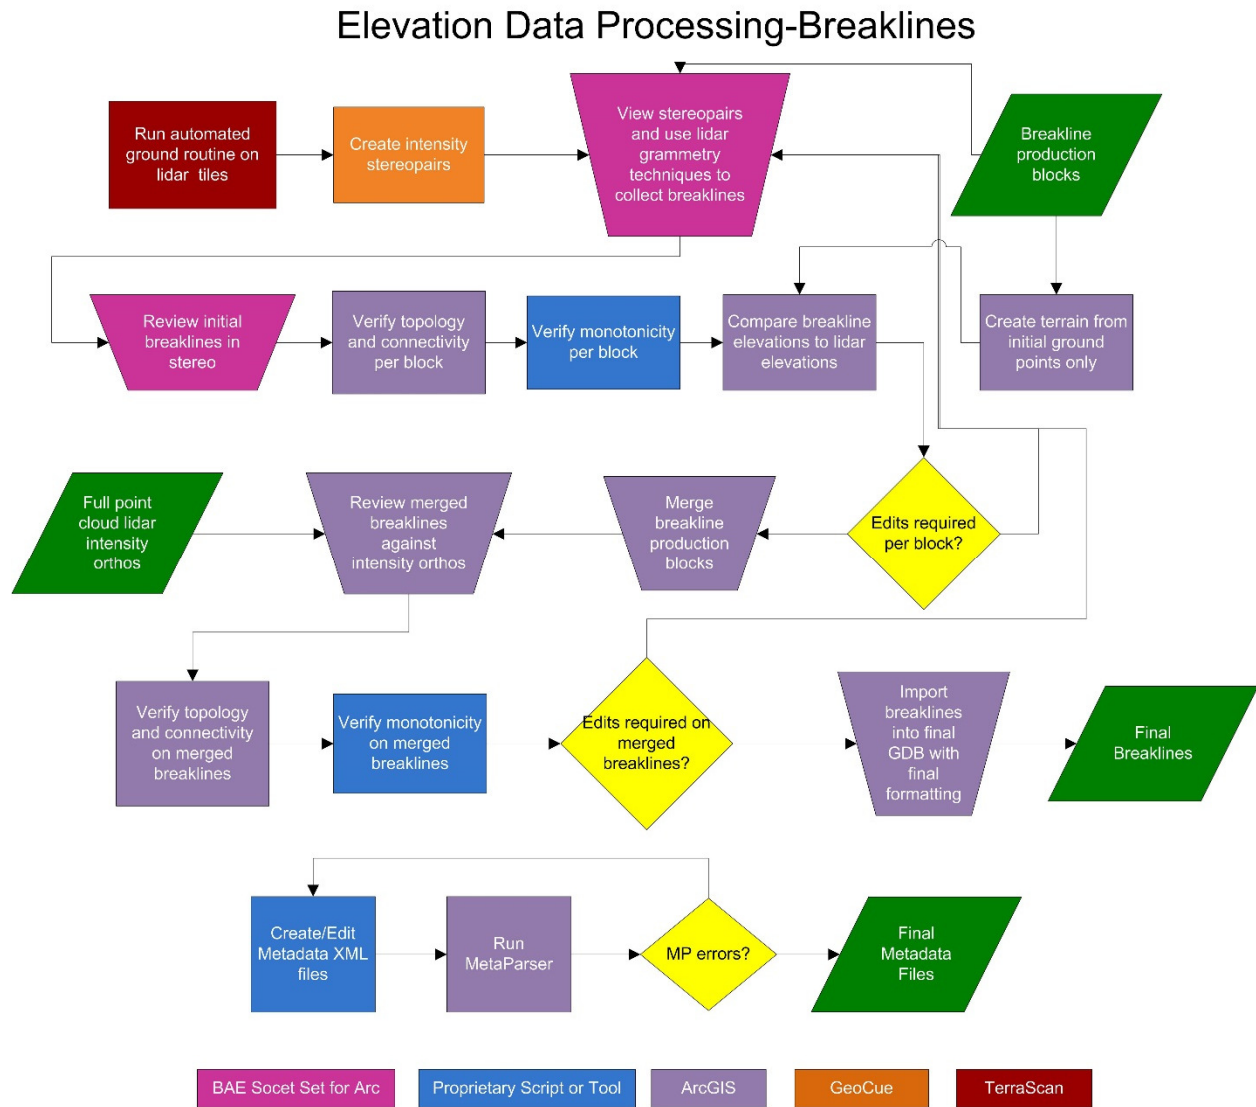 Elevation Data Processing-Breaklines
Run automated
ground routine on
lidar tiles
Create intensity
stereopairs
View stereopairs
and use lidar
grammetry
techniques to
collect breaklines
Breakline
production
blocks
Review initial
breaklines in
stereo
Verify topology
and connectivity
per block
Verify monotonicity
per block
Compare breakline
elevations to lidar
elevations
Create terrain from
initial ground
points only
Full point
cloud lidar
intensity
orthos
Review merged
breaklines
against
intensity orthos
Merge
breakline
production
blocks
Edits required
per block?
Verify topology
and connectivity
on merged
breaklines
Verify monotonicity
on merged
breaklines
Edits required on
merged
breaklines?
Import
breaklines
into final
GDB with
final
formatting
Final
Breaklines
Create/Edit
Metadata XML
files
Run
MetaParser
MP errors?
Final
Metadata
Files
BAE Socet Set for Arc
Proprietary Script or Tool
ArcGIS
GeoCue
TerraScan